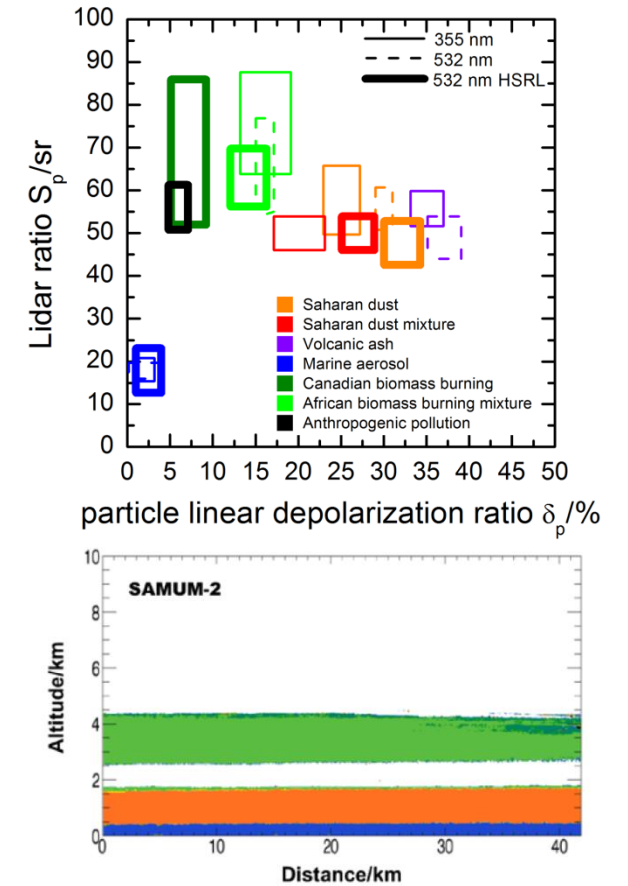 100
90
80
70
60
50
40
30
20
10
0
Lidar ratio S_p/sr
355 nm
532 nm
532 nm HSRL
Saharan dust
Saharan dust mixture
Volcanic ash
Marine aerosol
Canadian biomass burning
African biomass burning mixture
Anthropogenic pollution
0 5 10 15 20 25 30 35 40 45 50
particle linear depolarization ratio δ_p/%
10
8
6
4
2
0
Altitude/km
SAMUM-2
0 10 20 30 40
Distance/km